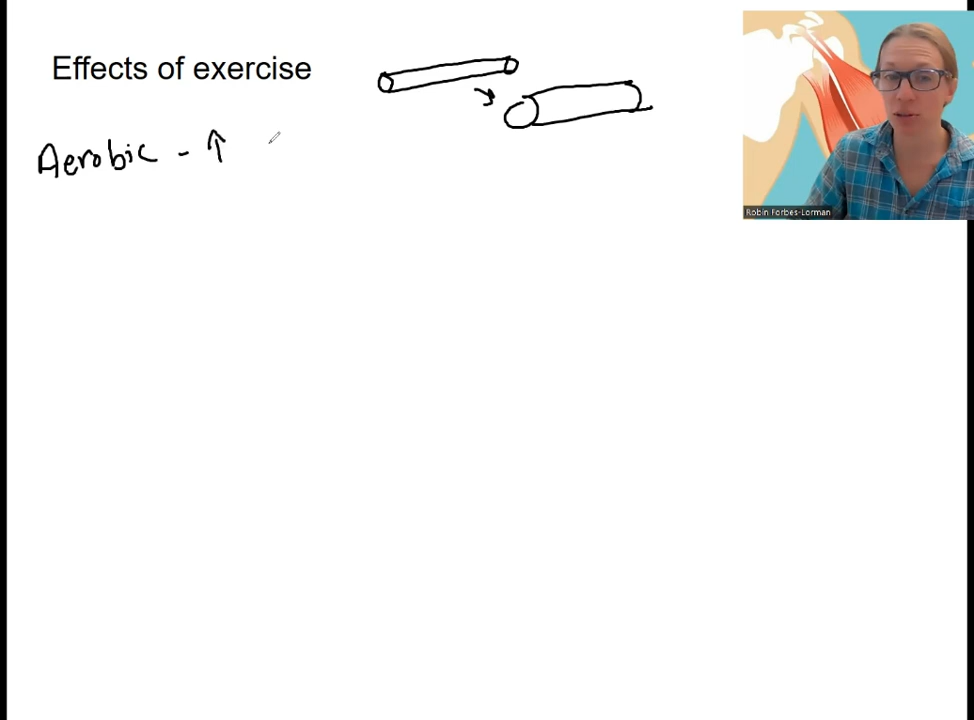 Effects of exercise
Aerobic - ↑
Robin Forbes-Lorman